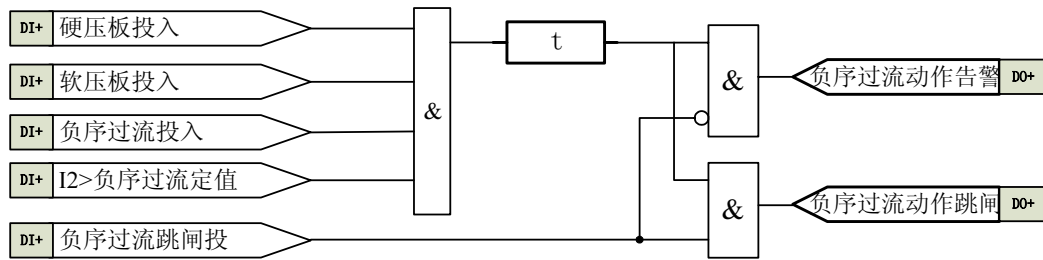 DI+ 硬压板投入
DI+ 软压板投入
DI+ 负序过流投入
DI+ I2>负序过流定值
DI+ 负序过流跳闸投
&
t
&
负序过流动作告警 DO+
&
负序过流动作跳闸 DO+